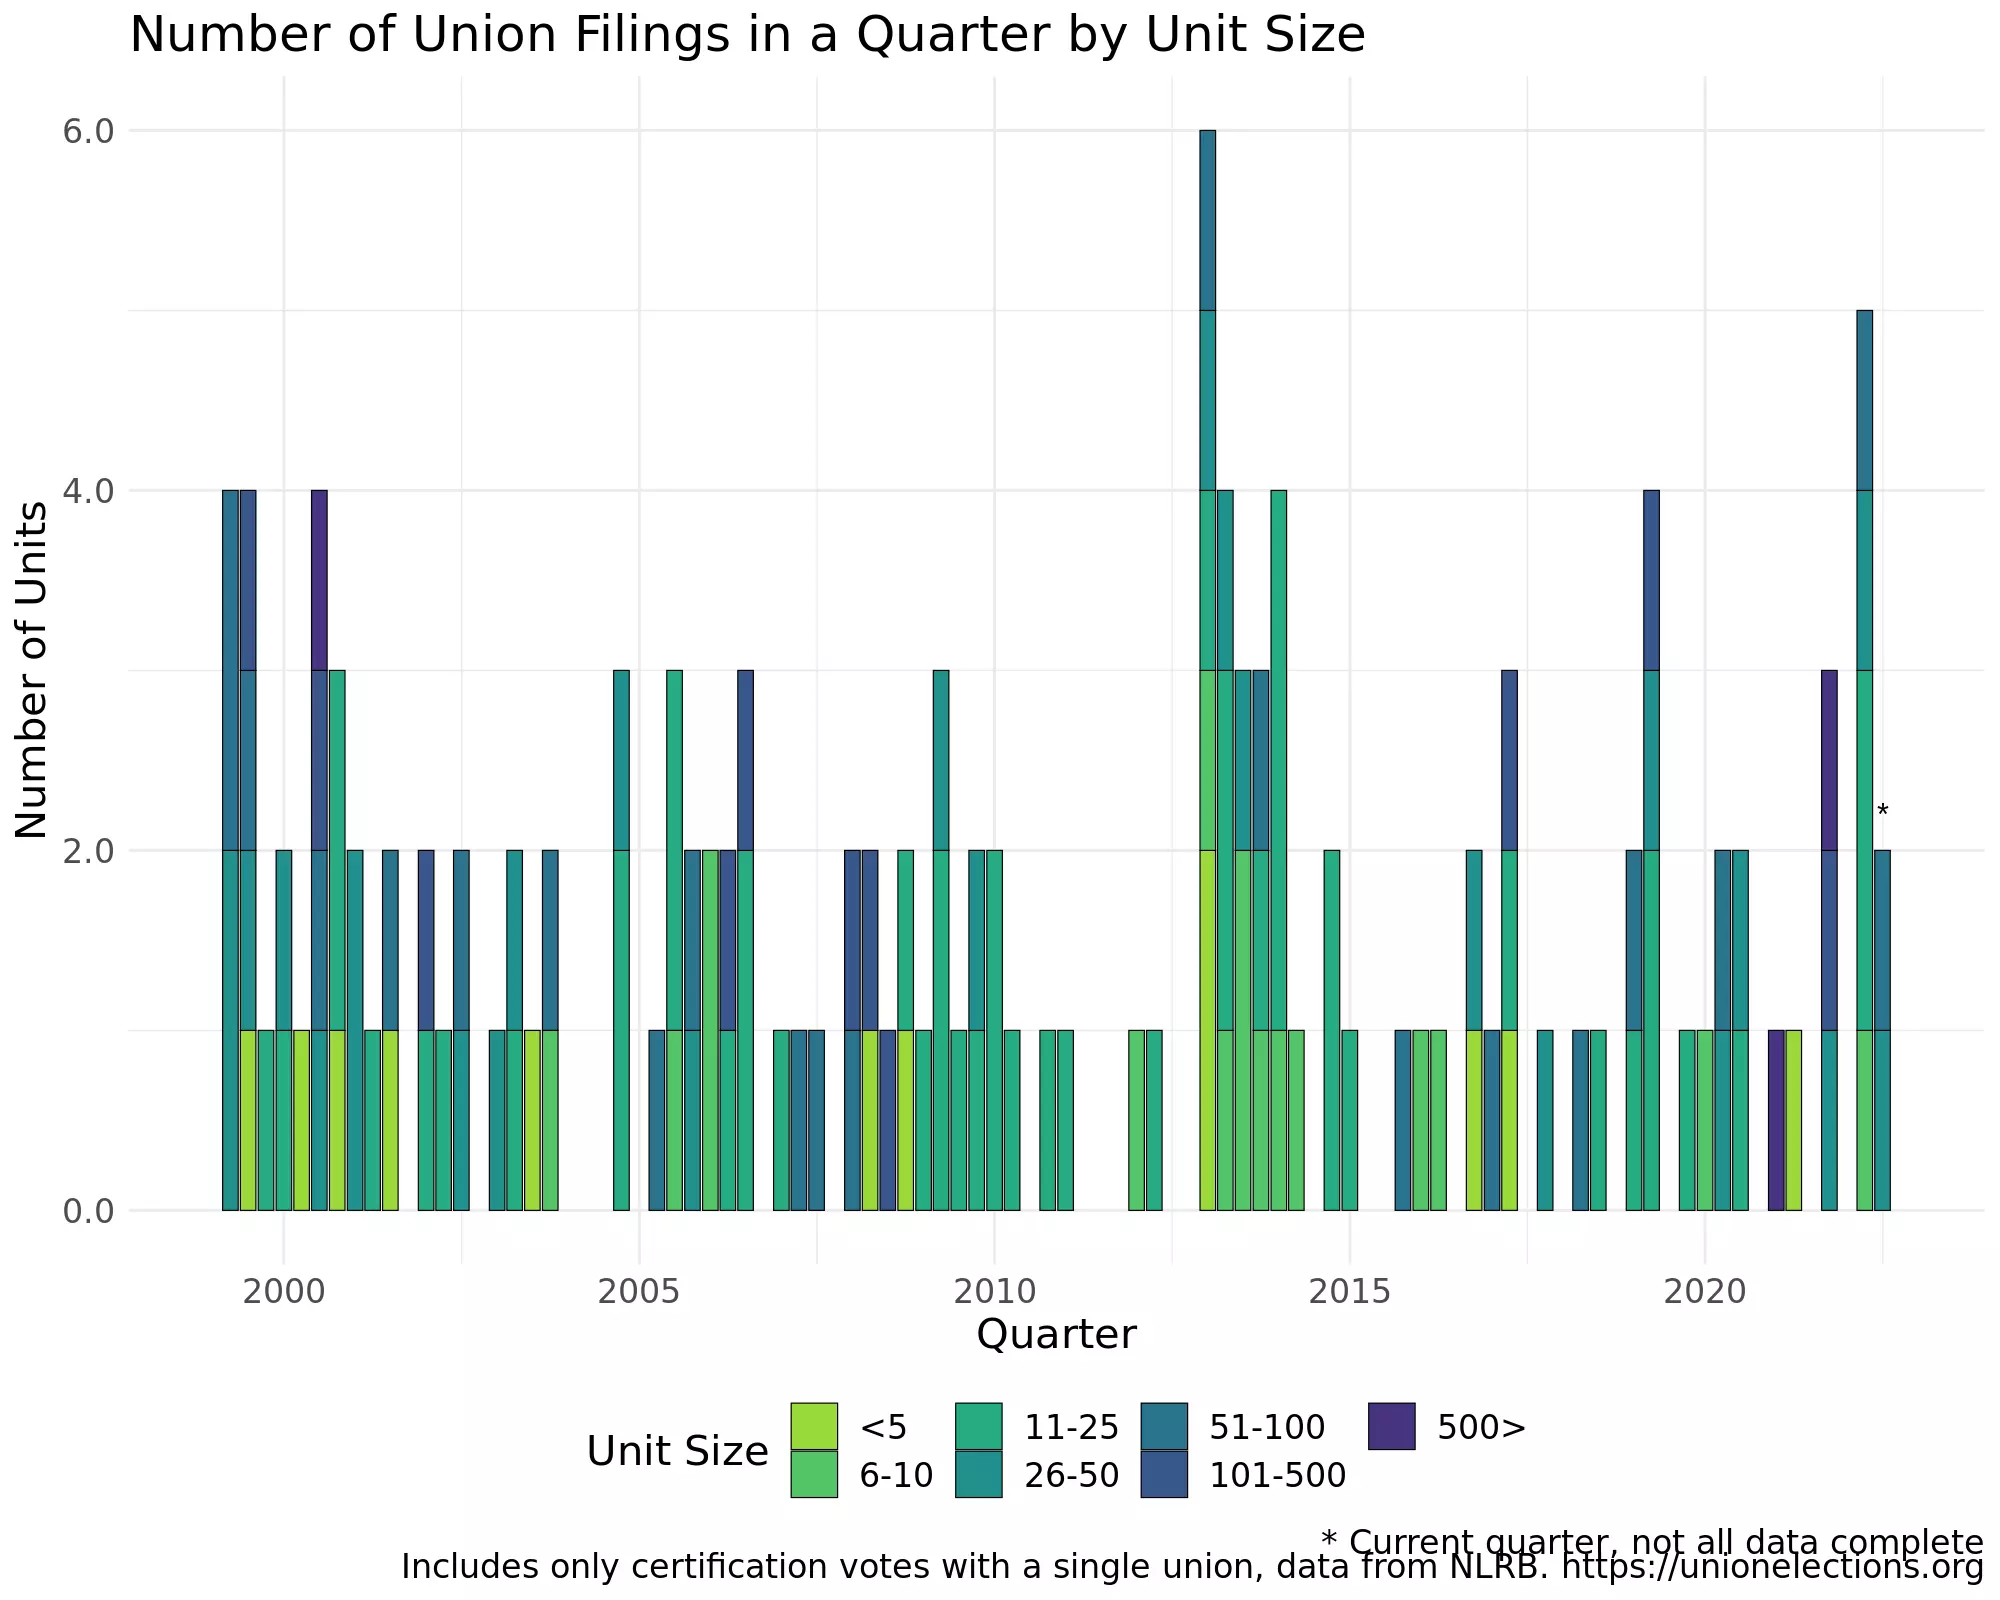 Number of Union Filings in a Quarter by Unit Size
6.0
4.0
2.0
0.0
Number of Units
*
2000 2005 2010 2015 2020
Quarter
Unit Size
<5 11-25 51-100 500>
6-10 26-50 101-500
* Current quarter, not all data complete
Includes only certification votes with a single union, data from NLRB. https://unionelections.org